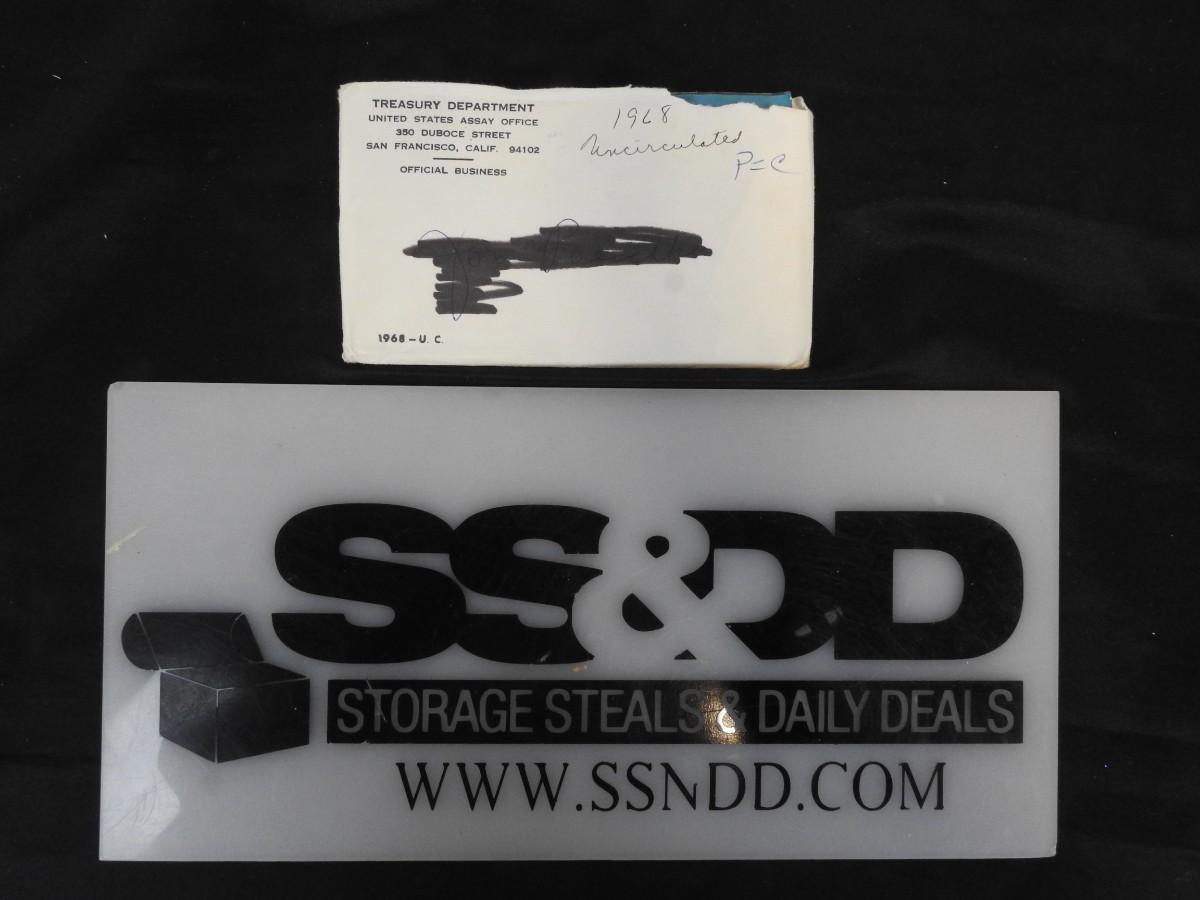 TREASURY DEPARTMENT
UNITED STATES ASSAY OFFICE
350 DUBOCE STREET
SAN FRANCISCO, CALIF. 94102
OFFICIAL BUSINESS
1968
Uncirculated
P=C
1968 – U. C.
SS&DD
STORAGE STEALS & DAILY DEALS
WWW.SSNDD.COM